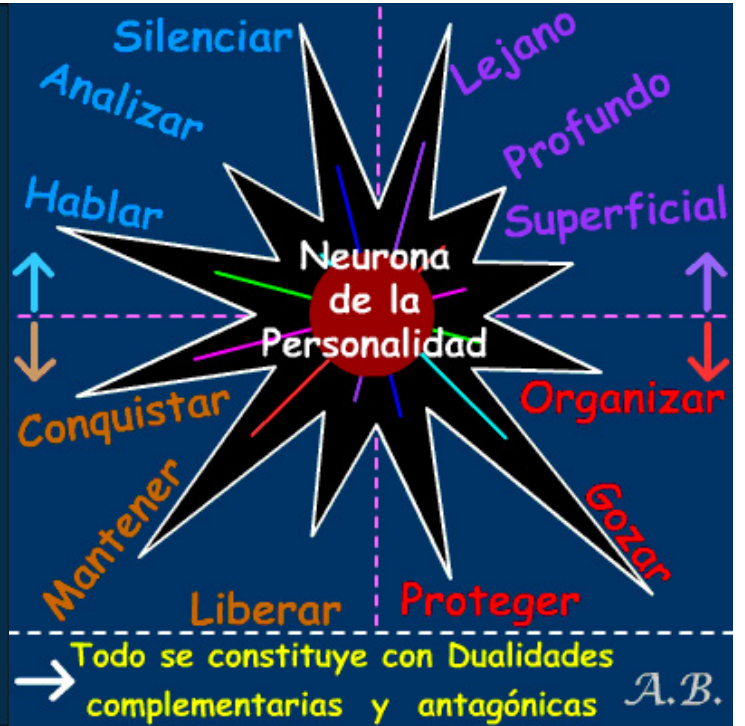 Silenciar
Lejano
Analizar
Profundo
Hablar
Superficial
Neurona
de la
Personalidad
Conquistar
Organizar
Mantener
Gozar
Liberar
Proteger
Todo se constituye con Dualidades
complementarias y antagónicas
A.B.